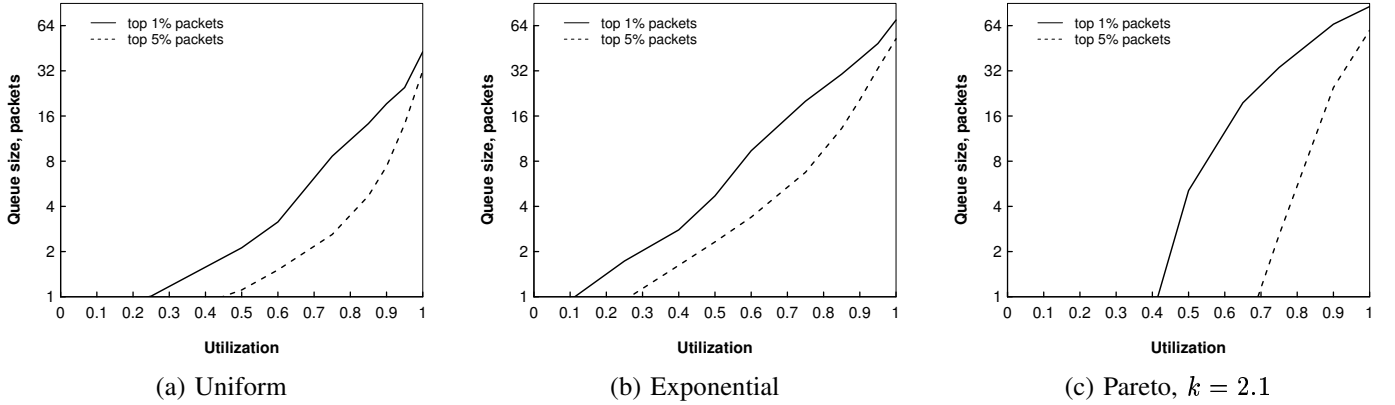 64
32
16
8
4
2
1
Queue size, packets
top 1% packets
top 5% packets
0 0.1 0.2 0.3 0.4 0.5 0.6 0.7 0.8 0.9 1
Utilization
(a) Uniform
64
32
16
8
4
2
1
Queue size, packets
top 1% packets
top 5% packets
0 0.1 0.2 0.3 0.4 0.5 0.6 0.7 0.8 0.9 1
Utilization
(b) Exponential
64
32
16
8
4
2
1
Queue size, packets
top 1% packets
top 5% packets
0 0.1 0.2 0.3 0.4 0.5 0.6 0.7 0.8 0.9 1
Utilization
(c) Pareto, k = 2.1